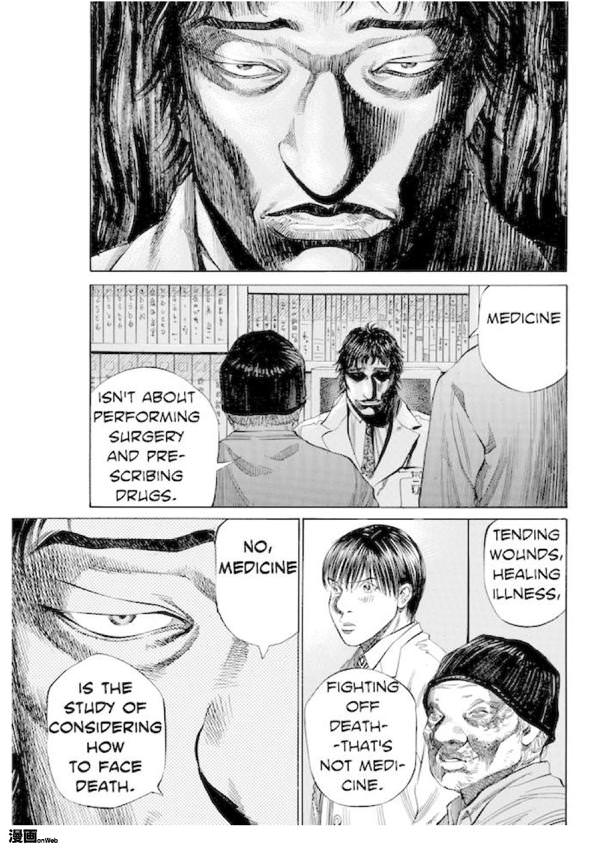 MEDICINE
ISN'T ABOUT
PERFORMING
SURGERY
AND PRE-
SCRIBING
DRUGS.
TENDING
WOUNDS,
HEALING
ILLNESS,
FIGHTING
OFF
DEATH-
-THAT'S
NOT MEDI-
CINE.
NO,
MEDICINE
IS THE
STUDY OF
CONSIDERING
HOW
TO FACE
DEATH.
漫画onWeb